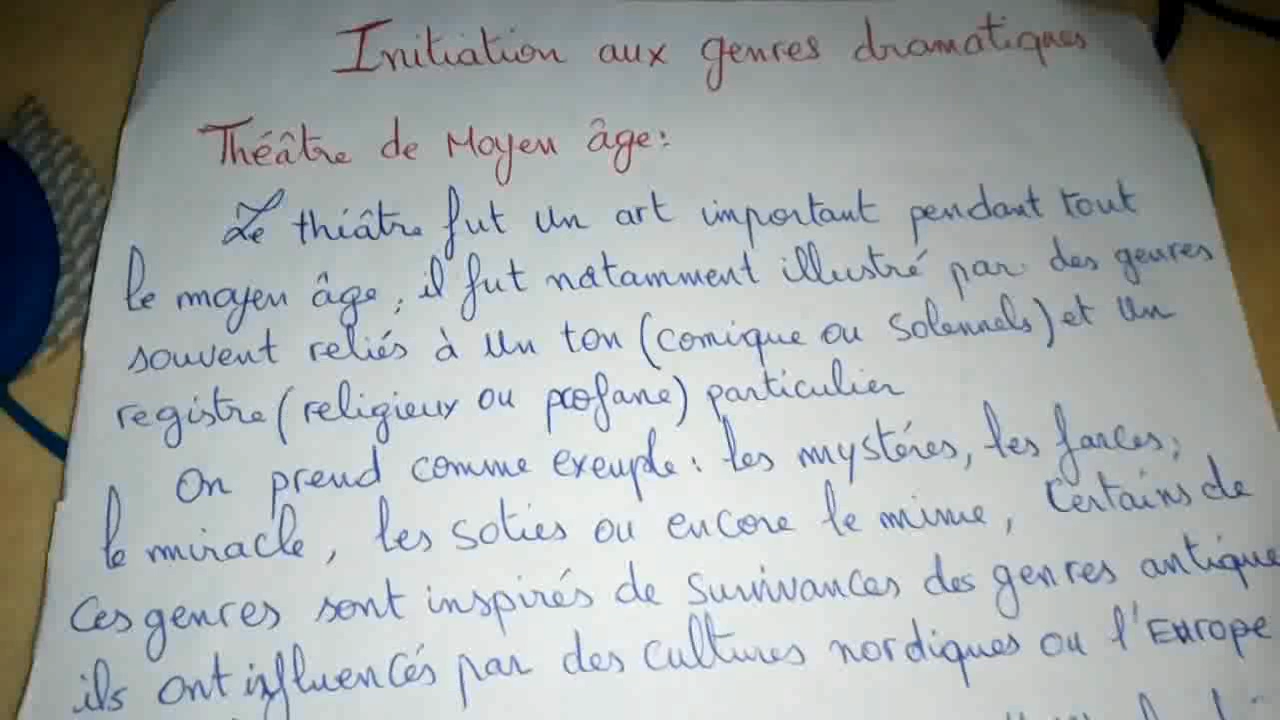 Initiation aux genres dramatiques
Théâtre de Moyen âge:
Le thiâtre fut un art important pendant tout
le moyen âge, il fut notamment illustré par des genres
souvent reliés à un ton (comique ou solennels) et un
registre (religieux ou profane) particulier
On prend comme exemple: les mystéres, les farces;
le miracle, les soties ou encore le mime, Certains de
Ces genres sont inspirés de survivances des genres antique
ils ont influencés par des cultures nordiques ou l'Europe